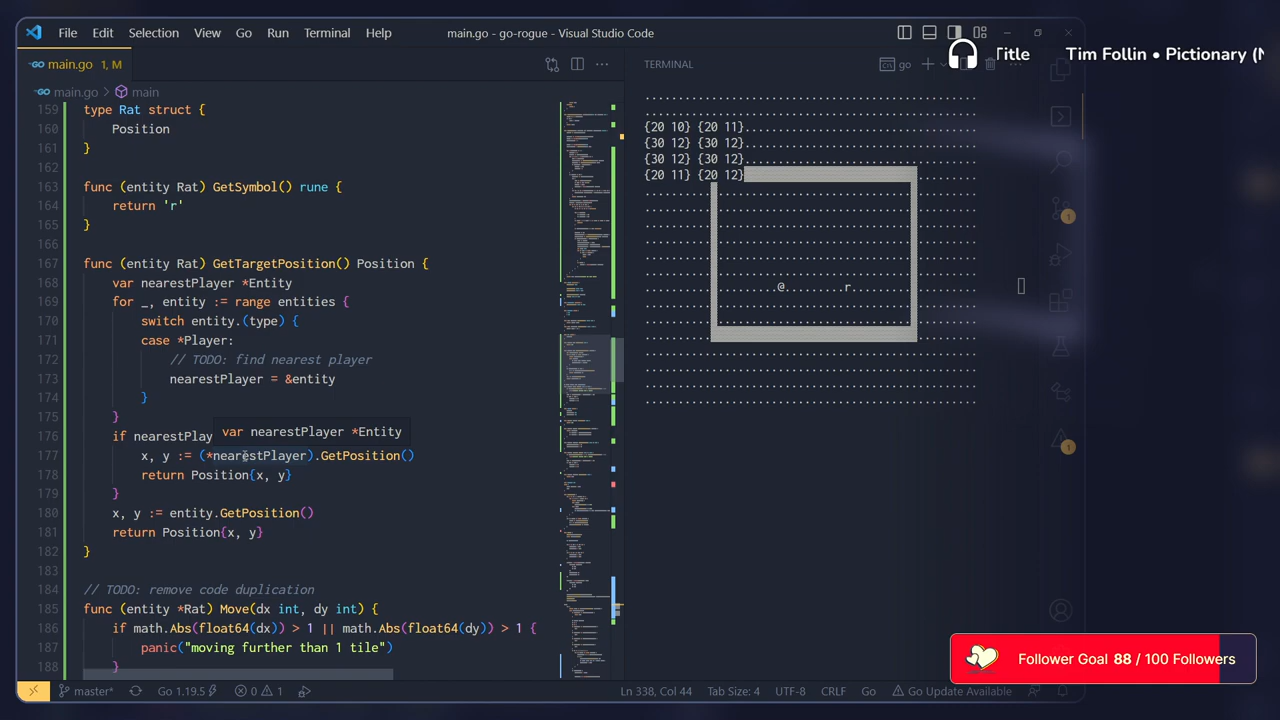 File Edit Selection View Go Run Terminal Help
main.go - go-rogue - Visual Studio Code
Title Tim Follin • Pictionary (N
main.go 1, M
TERMINAL
go
main.go > main
159 type Rat struct {
160 Position
161 }
162
163 func (entity Rat) GetSymbol() rune {
164 return 'r'
165 }
166
167 func (entity Rat) GetTargetPosition() Position {
168 var nearestPlayer *Entity
169 for _, entity := range entities {
170 switch entity.(type) {
171 case *Player:
172 // TODO: find nearest player
173 nearestPlayer = &entity
174 }
175 }
176 if nearestPlay
var nearestPlayer *Entity
177 x, y := (*nearestPlayer).GetPosition()
178 return Position{x, y}
179 }
180 x, y := entity.GetPosition()
181 return Position{x, y}
182 }
183
184 // TODO: remove code duplication
185 func (entity *Rat) Move(dx int, dy int) {
186 if math.Abs(float64(dx)) > 1 || math.Abs(float64(dy)) > 1 {
187 "moving further 1 tile")
188 }
{20 10} {20 11}
{30 12} {30 12}
{30 12} {30 12}
{20 11} {20 12}
@ r
1
1
Follower Goal 88 / 100 Followers
master* Go 1.19.5 0 1
Ln 338, Col 44 Tab Size: 4 UTF-8 CRLF Go Go Update Available